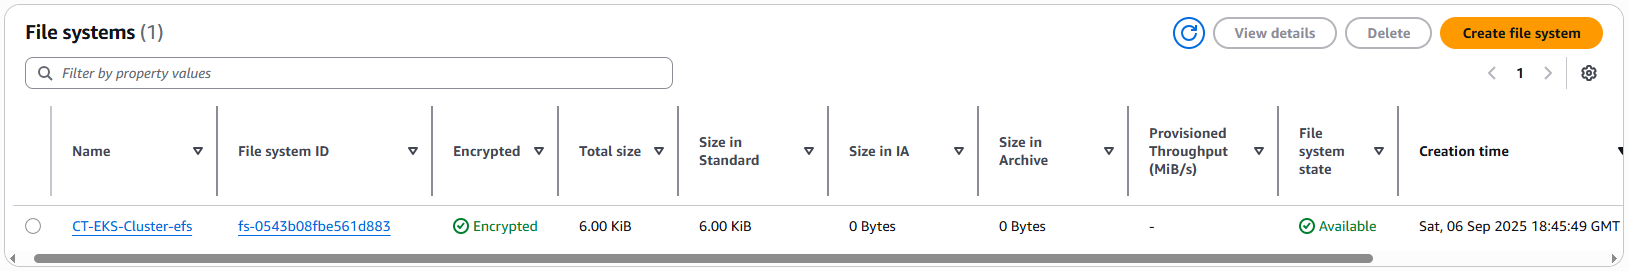 File systems (1)
View details
Delete
Create file system
Filter by property values
1
Name
File system ID
Encrypted
Total size
Size in
Standard
Size in IA
Size in
Archive
Provisioned
Throughput
(MiB/s)
File
system
state
Creation time
CT-EKS-Cluster-efs
fs-0543b08fbe561d883
Encrypted
6.00 KiB
6.00 KiB
0 Bytes
0 Bytes
-
Available
Sat, 06 Sep 2025 18:45:49 GMT